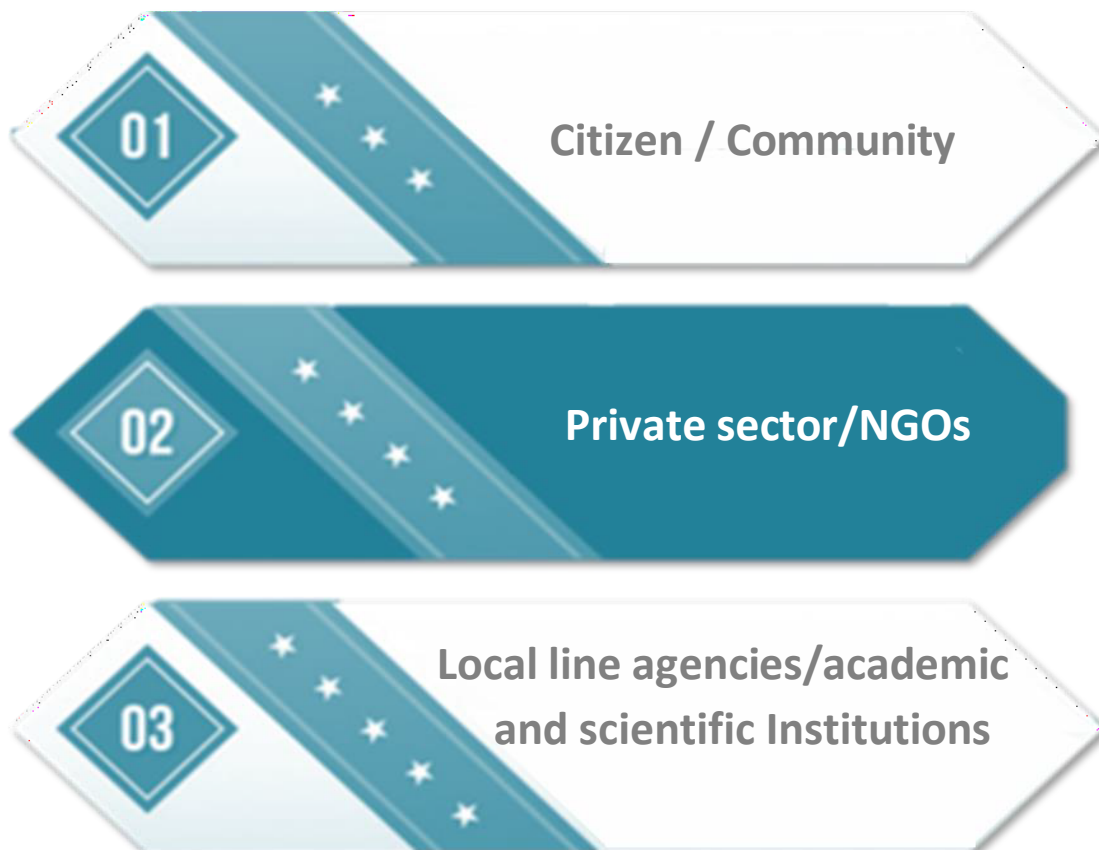 01
Citizen / Community
02
Private sector/NGOs
03
Local line agencies/academic
and scientific Institutions